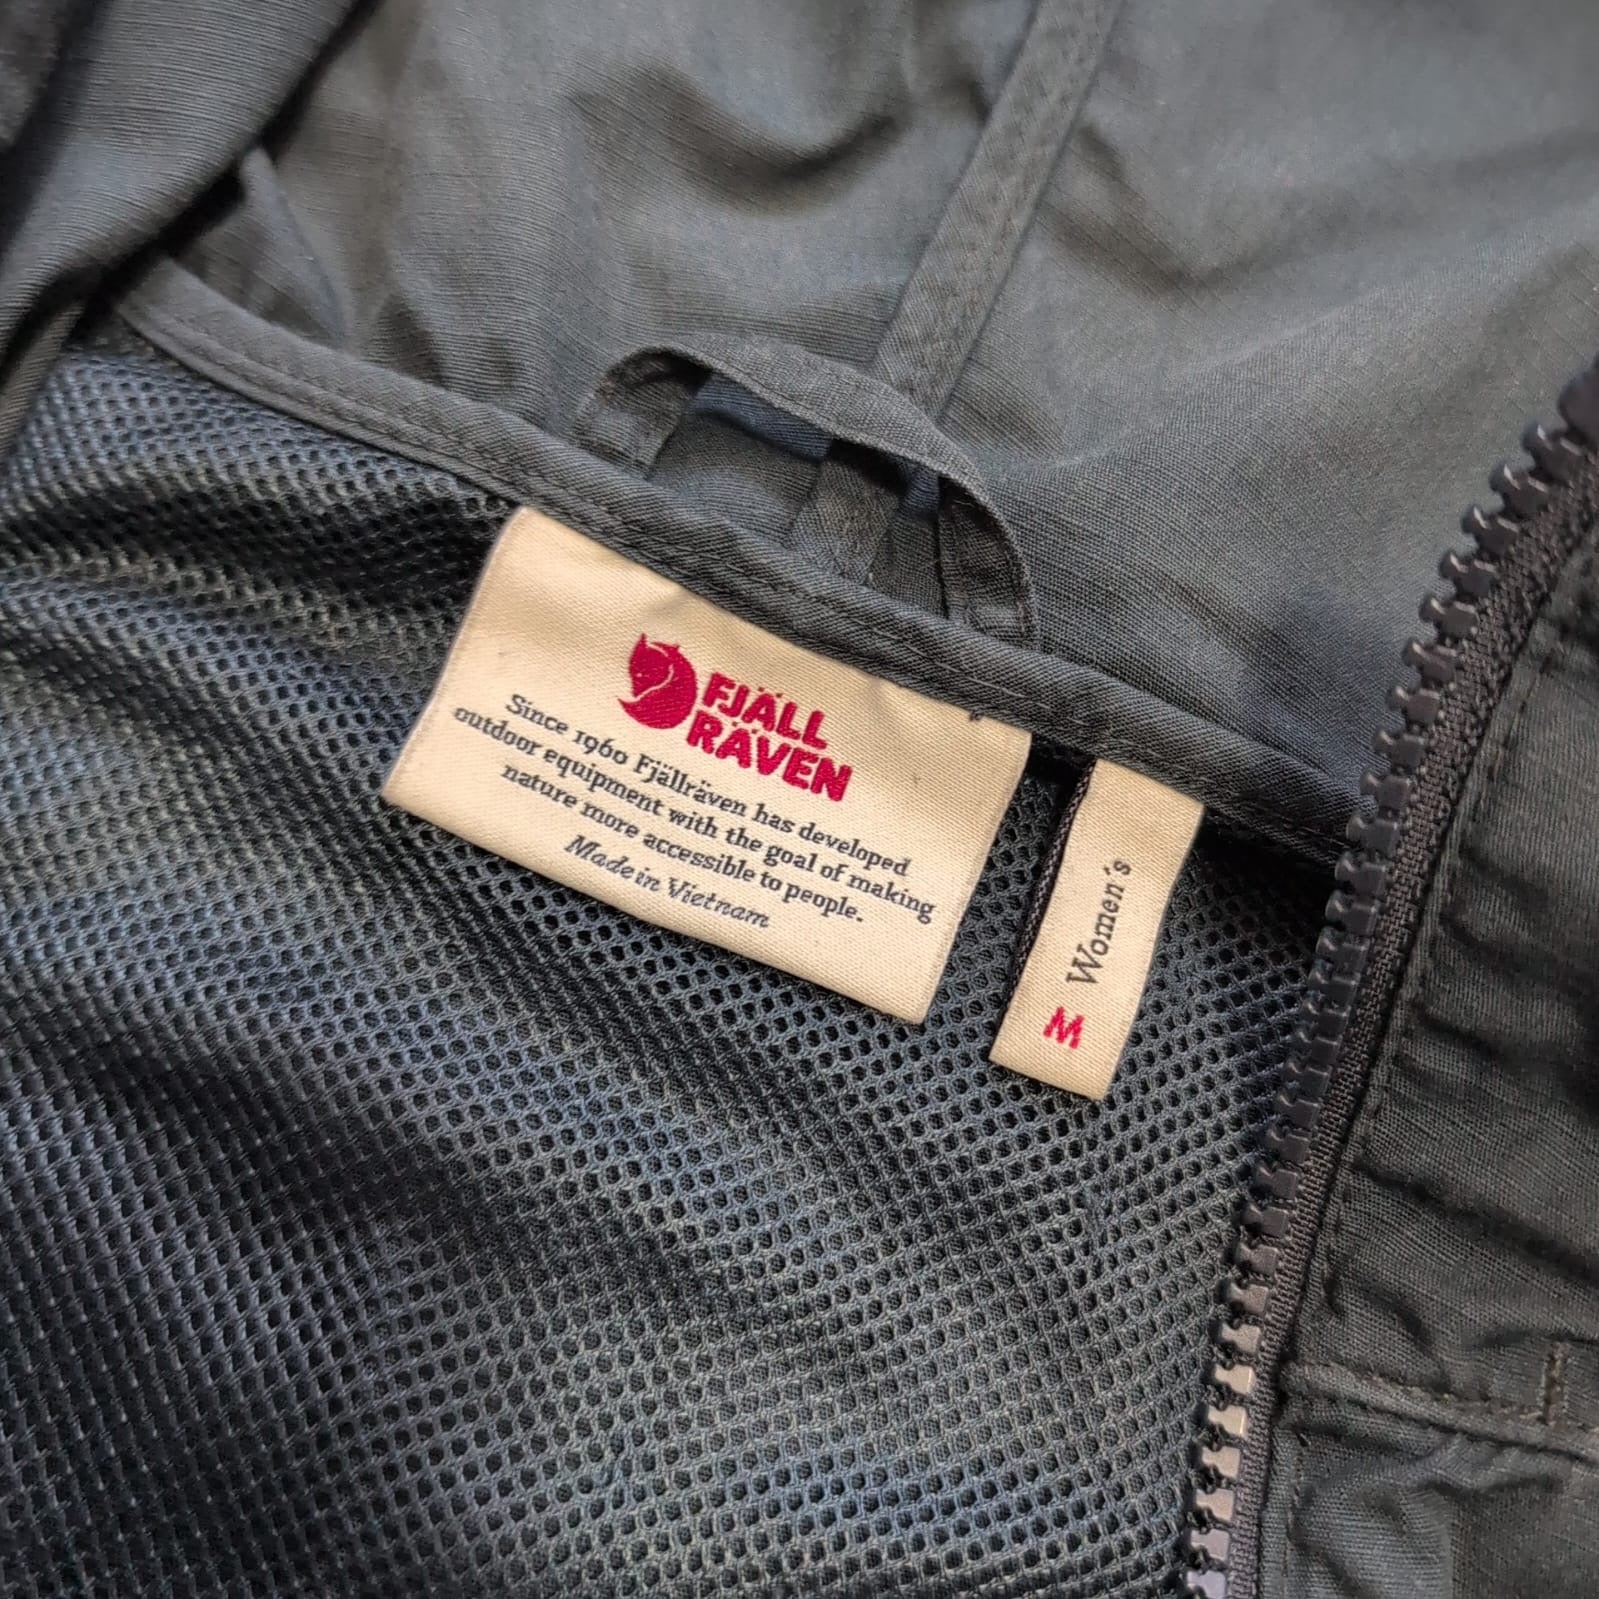 FJÄLL
RÄVEN
Since 1960 Fjällräven has developed
outdoor equipment with the goal of making
nature more accessible to people.
Made in Vietnam
Women's
M